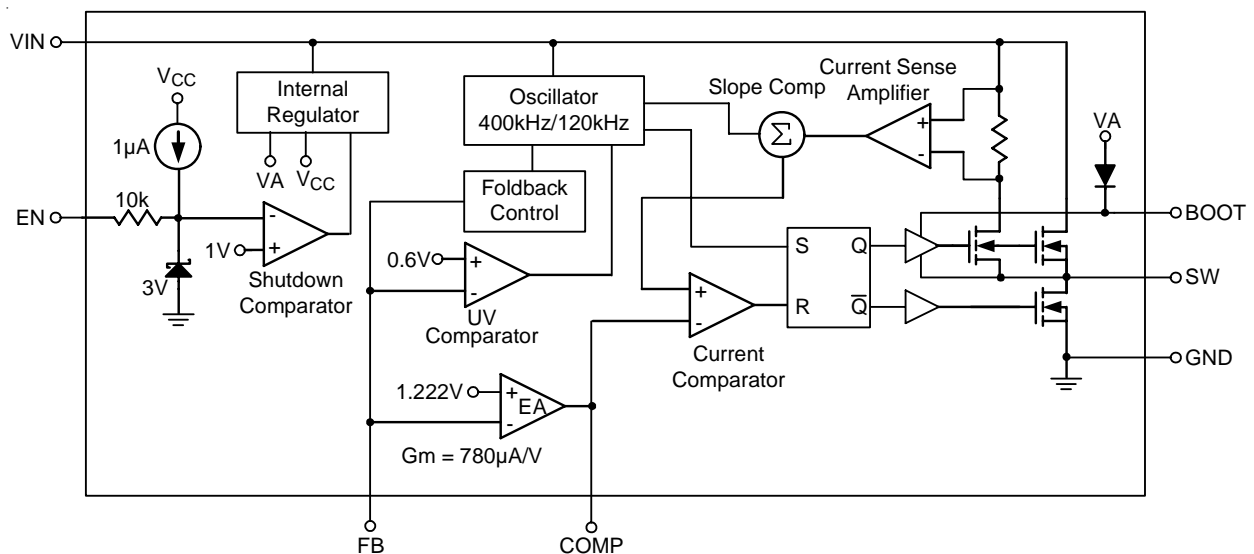 VIN
VCC
1µA
10k
EN
3V
1V
Internal
Regulator
VA
VCC
-
+
Shutdown
Comparator
Oscillator
400kHz/120kHz
Foldback
Control
0.6V
+
-
UV
Comparator
1.222V
+
-
EA
Gm = 780µA/V
Slope Comp
Σ
Current Sense
Amplifier
+
-
+
-
Current
Comparator
S
Q
R
Q̅
VA
BOOT
SW
GND
FB
COMP